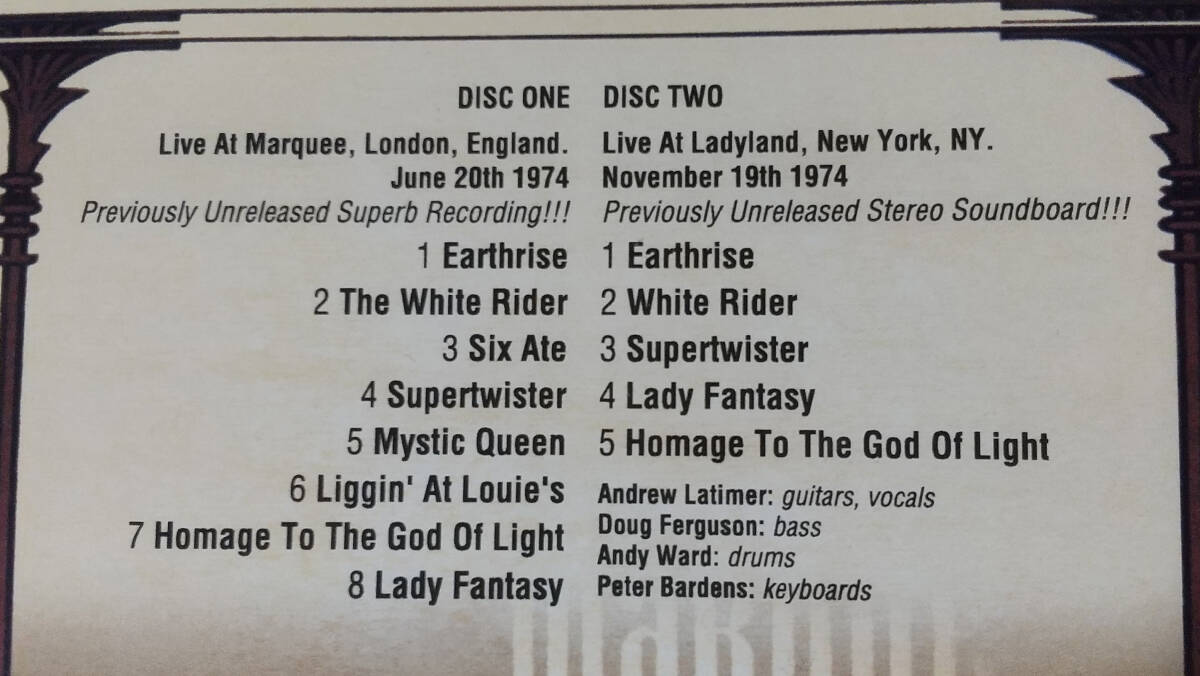 DISC ONE
Live At Marquee, London, England.
June 20th 1974
Previously Unreleased Superb Recording!!!
1 Earthrise
2 The White Rider
3 Six Ate
4 Supertwister
5 Mystic Queen
6 Liggin' At Louie's
7 Homage To The God Of Light
8 Lady Fantasy
DISC TWO
Live At Ladyland, New York, NY.
November 19th 1974
Previously Unreleased Stereo Soundboard!!!
1 Earthrise
2 White Rider
3 Supertwister
4 Lady Fantasy
5 Homage To The God Of Light
Andrew Latimer: guitars, vocals
Doug Ferguson: bass
Andy Ward: drums
Peter Bardens: keyboards